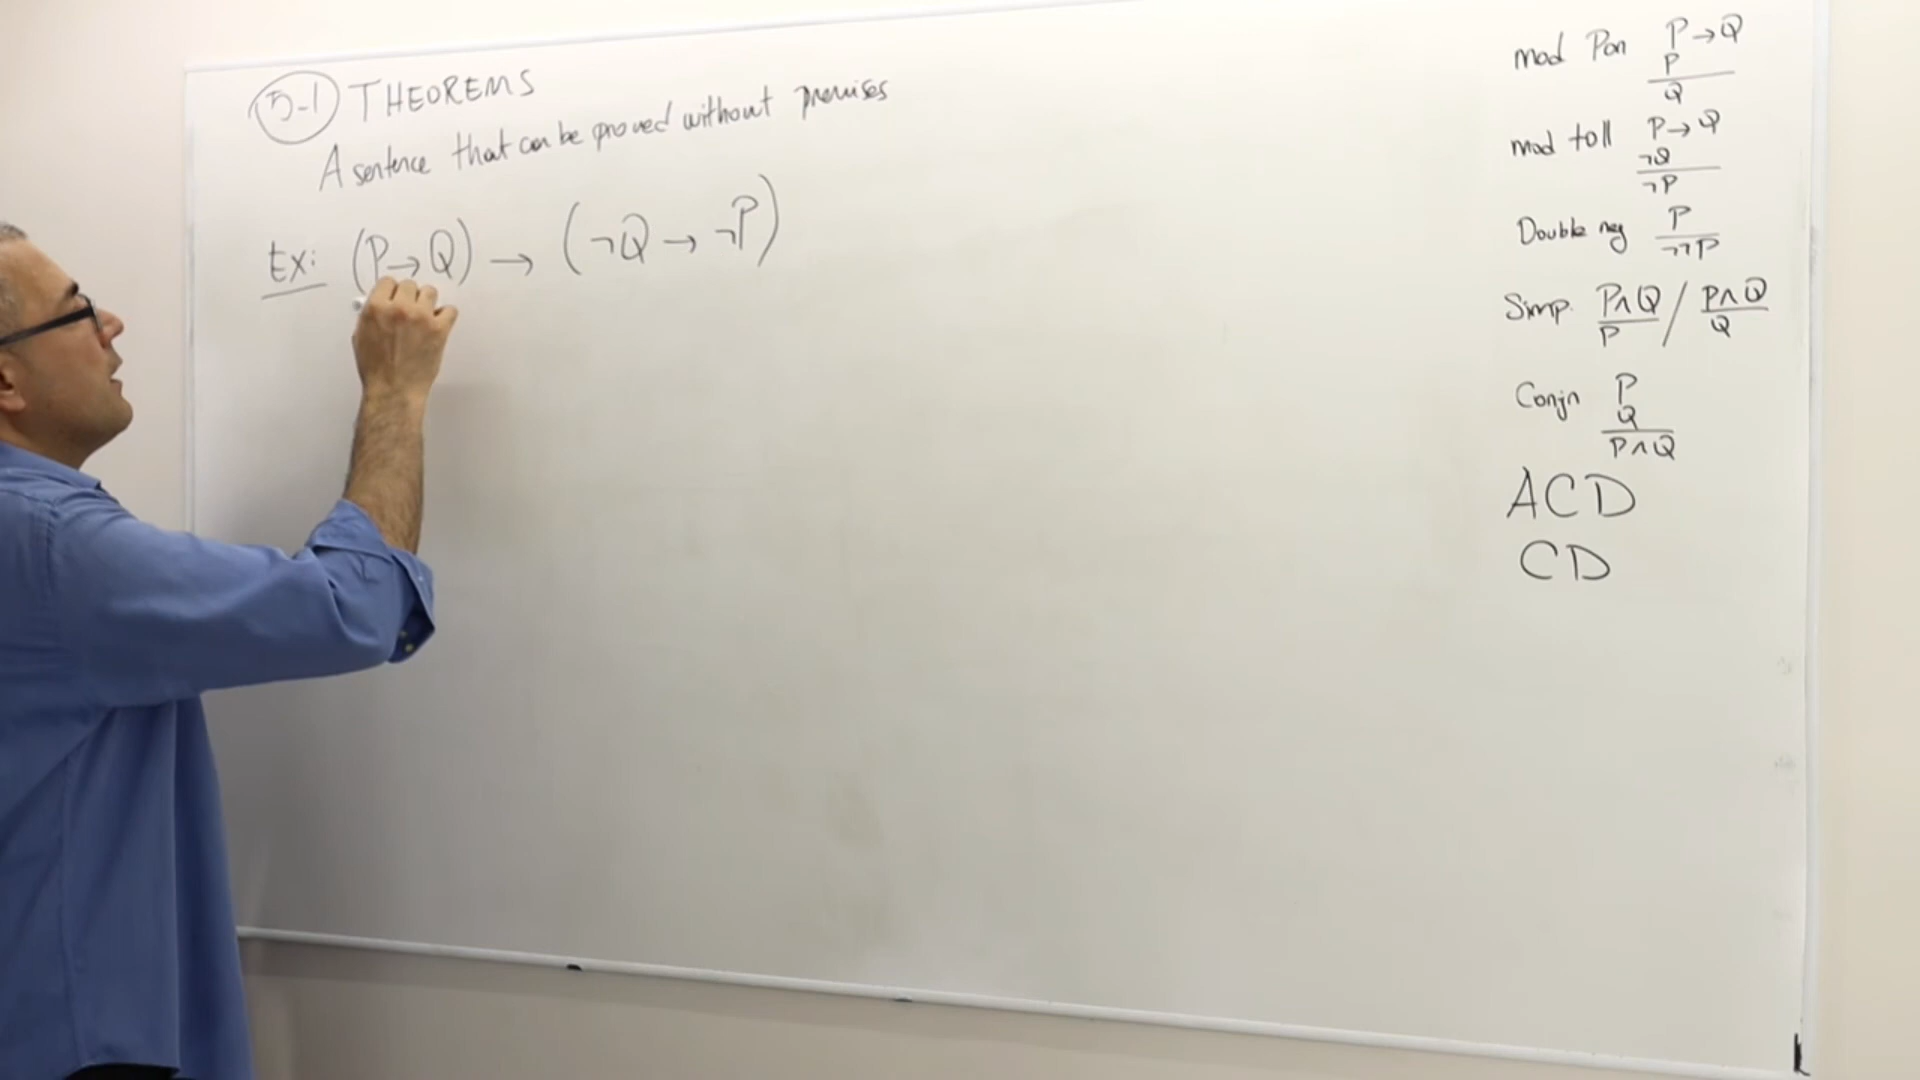 5-1 THEOREMS
A sentence that can be proved without premises
Ex: (P→Q) → (¬Q → ¬P)
mod Pon P→Q
P
Q
mod toll P→Q
¬Q
¬P
Double neg P
¬¬P
Simp. P∧Q / P∧Q
P Q
Conjn P
Q
P∧Q
ACD
CD